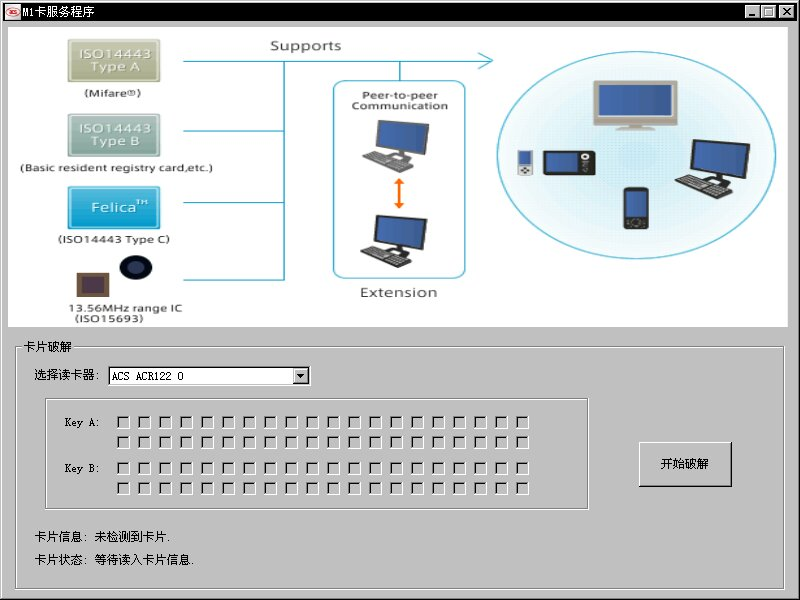 M1卡服务程序
ISO14443
Type A
(Mifare®)
ISO14443
Type B
(Basic resident registry card,etc.)
Felica™
(ISO14443 Type C)
13.56MHz range IC
(ISO15693)
Supports
Peer-to-peer
Communication
Extension
卡片破解
选择读卡器:
ACS ACR122 0
Key A:
Key B:
开始破解
卡片信息: 未检测到卡片.
卡片状态: 等待读入卡片信息.